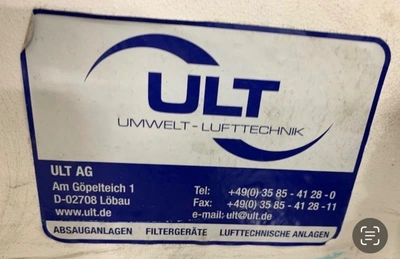 ULT
UMWELT - LUFTTECHNIK
ULT AG
Am Göpelteich 1
D-02708 Löbau
www.ult.de
Tel: +49(0) 35 85 - 41 28 - 0
Fax: +49(0) 35 85 - 41 28 - 11
e-mail: ult@ult.de
ABSAUGANLAGEN FILTERGERÄTE LUFTTECHNISCHE ANLAGEN